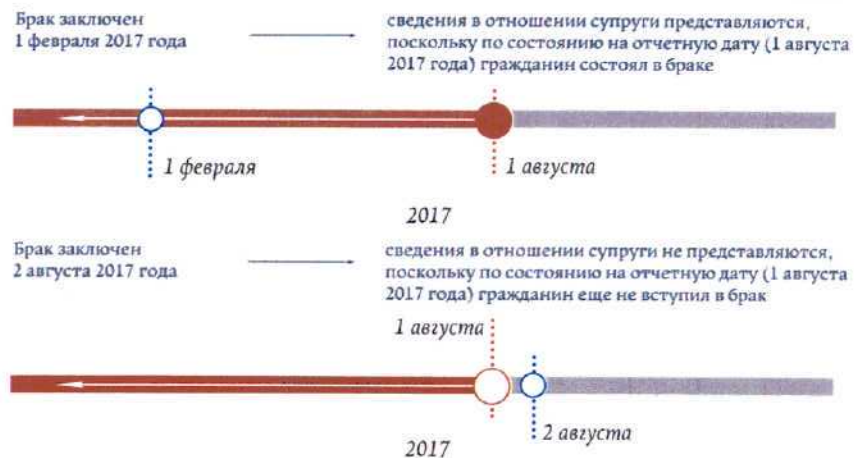 Брак заключен
1 февраля 2017 года
сведения в отношении супруги представляются,
поскольку по состоянию на отчетную дату (1 августа
2017 года) гражданин состоял в браке
1 февраля
1 августа
2017
Брак заключен
2 августа 2017 года
сведения в отношении супруги не представляются,
поскольку по состоянию на отчетную дату (1 августа
2017 года) гражданин еще не вступил в брак
1 августа
2 августа
2017